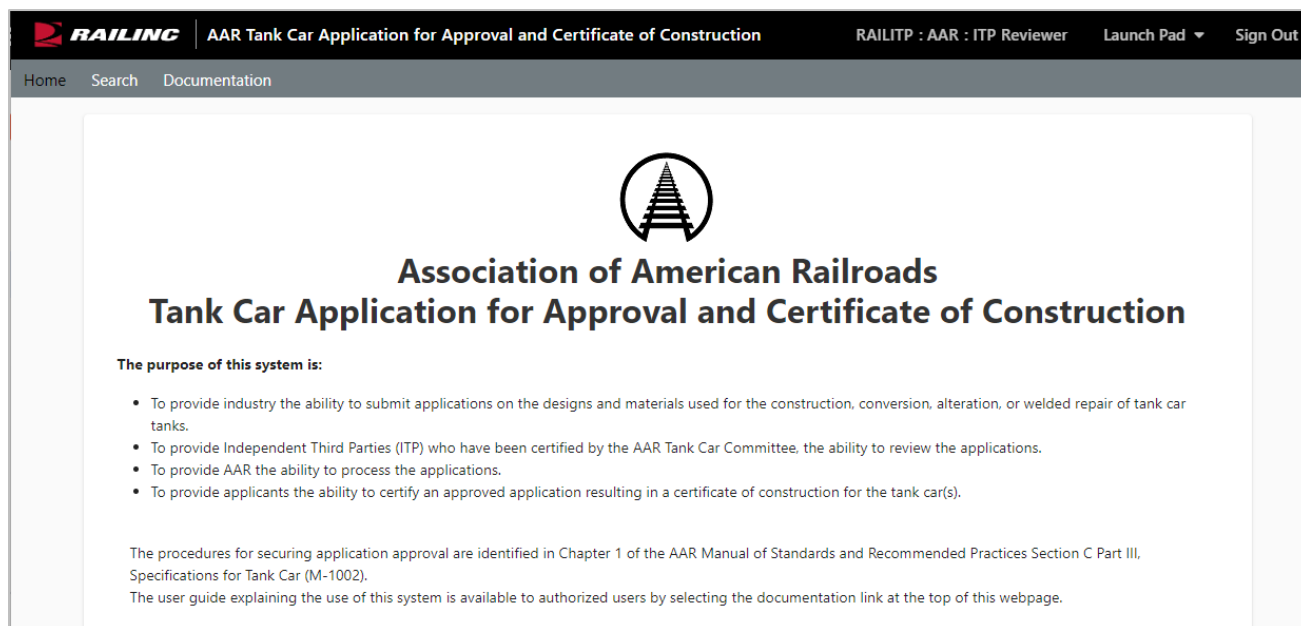 RAILINC AAR Tank Car Application for Approval and Certificate of Construction RAILITP : AAR : ITP Reviewer Launch Pad Sign Out
Home Search Documentation
Association of American Railroads
Tank Car Application for Approval and Certificate of Construction
The purpose of this system is:
• To provide industry the ability to submit applications on the designs and materials used for the construction, conversion, alteration, or welded repair of tank car
tanks.
• To provide Independent Third Parties (ITP) who have been certified by the AAR Tank Car Committee, the ability to review the applications.
• To provide AAR the ability to process the applications.
• To provide applicants the ability to certify an approved application resulting in a certificate of construction for the tank car(s).
The procedures for securing application approval are identified in Chapter 1 of the AAR Manual of Standards and Recommended Practices Section C Part III,
Specifications for Tank Car (M-1002).
The user guide explaining the use of this system is available to authorized users by selecting the documentation link at the top of this webpage.